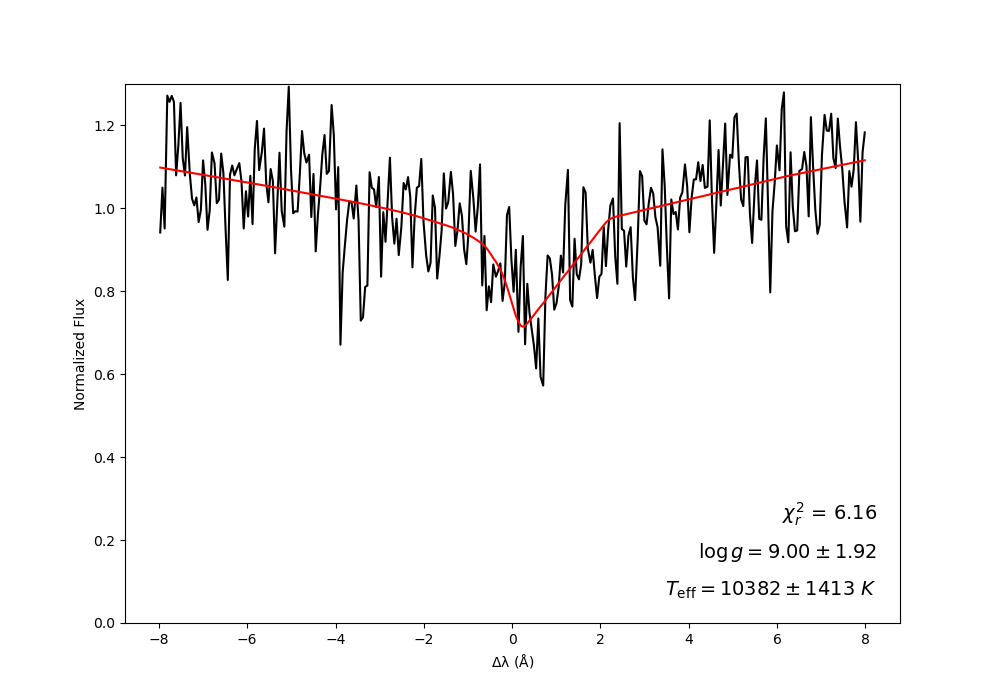 1.2
1.0
0.8
0.6
0.4
0.2
0.0
Normalized Flux
χ²ᵣ = 6.16
log g = 9.00 ± 1.92
T_eff = 10382 ± 1413 K
−8 −6 −4 −2 0 2 4 6 8
Δλ (Å)